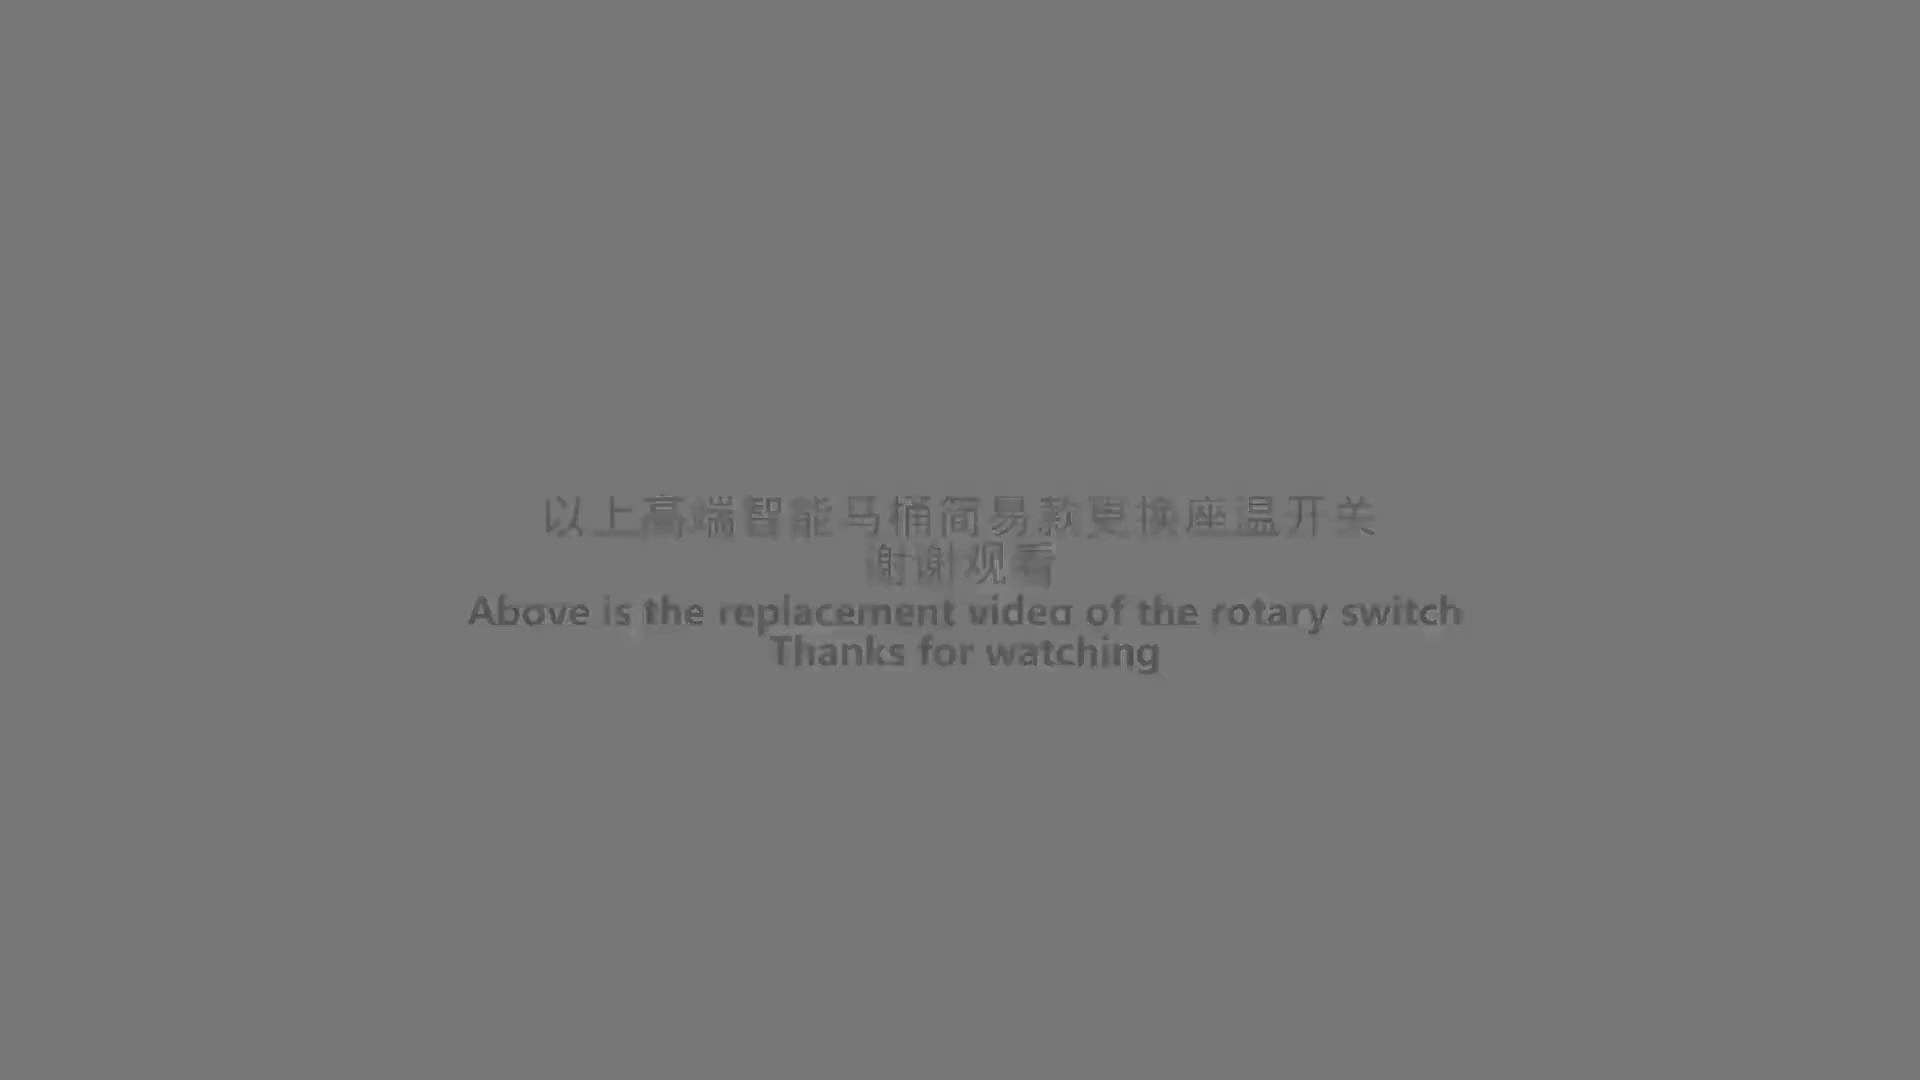 以上高端智能马桶简易款更换座温开关
谢谢观看
Above is the replacement video of the rotary switch
Thanks for watching